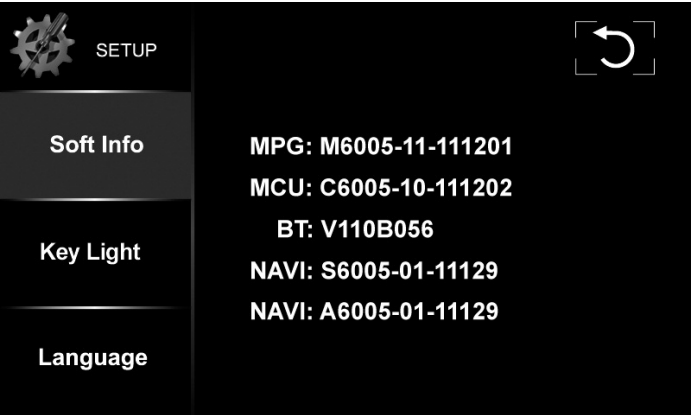 SETUP
Soft Info
Key Light
Language
MPG: M6005-11-111201
MCU: C6005-10-111202
BT: V110B056
NAVI: S6005-01-11129
NAVI: A6005-01-11129